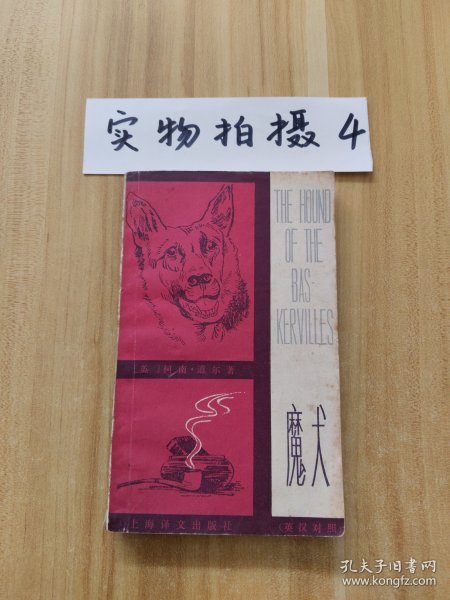 实物拍摄 4
THE HOUND
OF THE
BAS-
KERVILLES
〔英〕柯南·道尔著
魔犬
上海译文出版社
(英汉对照)
孔夫子旧书网
www.kongfz.com